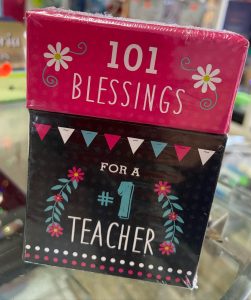 101
BLESSINGS
FOR A
#1
TEACHER